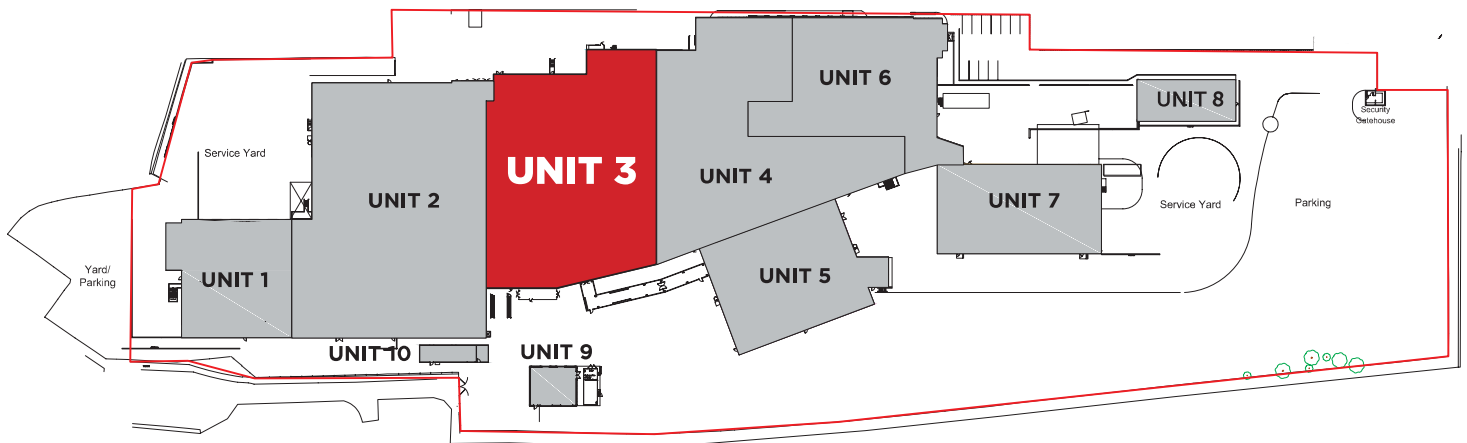 UNIT 6
UNIT 8
Security
Gatehouse
Service Yard
UNIT 3
UNIT 4
UNIT 2
UNIT 7
Service Yard
Parking
Yard/
Parking
UNIT 1
UNIT 5
UNIT 10
UNIT 9